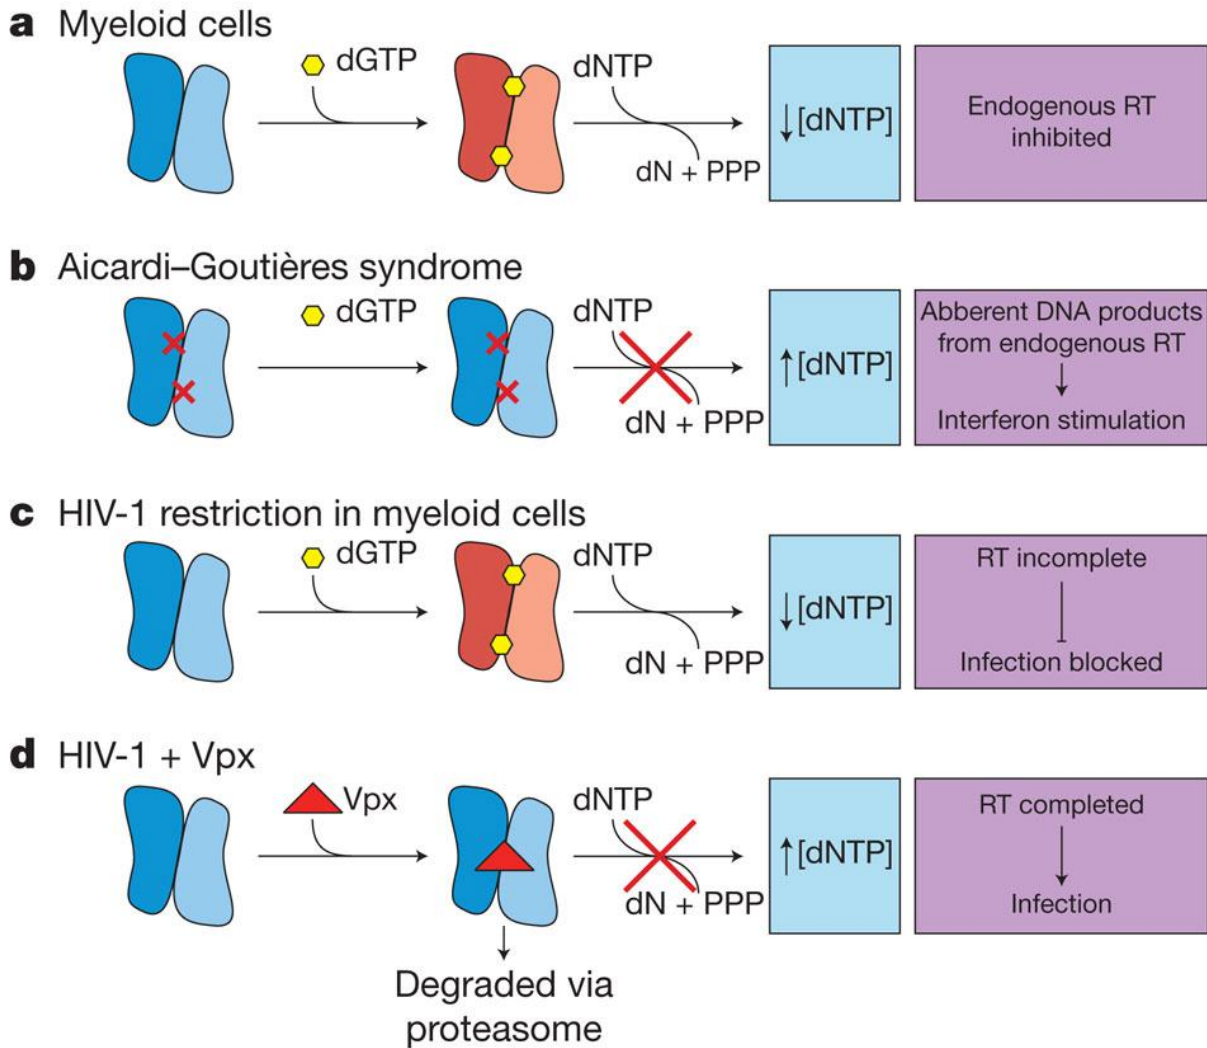 a Myeloid cells
dGTP
dNTP
dN + PPP
↓ [dNTP]
Endogenous RT
inhibited
b Aicardi–Goutières syndrome
dGTP
dNTP
dN + PPP
↑ [dNTP]
Abberent DNA products
from endogenous RT
Interferon stimulation
c HIV-1 restriction in myeloid cells
dGTP
dNTP
dN + PPP
↓ [dNTP]
RT incomplete
Infection blocked
d HIV-1 + Vpx
Vpx
dNTP
dN + PPP
↑ [dNTP]
RT completed
Infection
Degraded via
proteasome